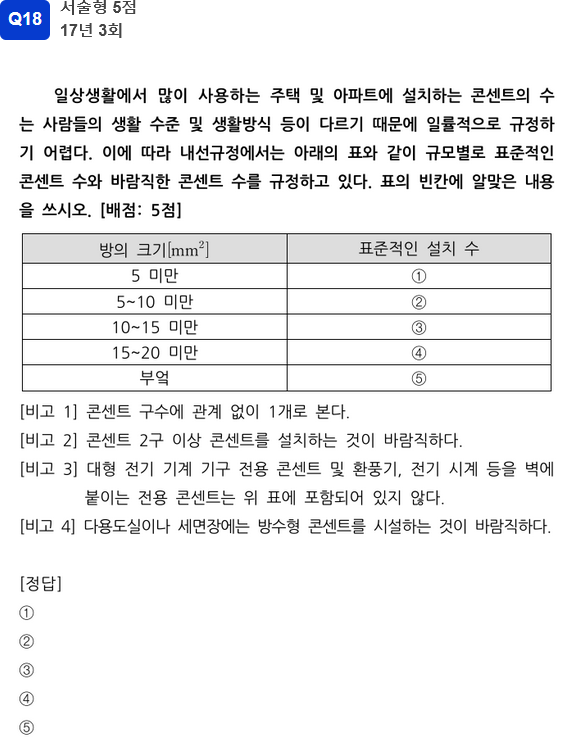 Q18
서술형 5점
17년 3회
일상생활에서 많이 사용하는 주택 및 아파트에 설치하는 콘센트의 수
는 사람들의 생활 수준 및 생활방식 등이 다르기 때문에 일률적으로 규정하
기 어렵다. 이에 따라 내선규정에서는 아래의 표와 같이 규모별로 표준적인
콘센트 수와 바람직한 콘센트 수를 규정하고 있다. 표의 빈칸에 알맞은 내용
을 쓰시오. [배점: 5점]
방의 크기[mm²] 표준적인 설치 수
5 미만 ①
5~10 미만 ②
10~15 미만 ③
15~20 미만 ④
부엌 ⑤
[비고 1] 콘센트 구수에 관계 없이 1개로 본다.
[비고 2] 콘센트 2구 이상 콘센트를 설치하는 것이 바람직하다.
[비고 3] 대형 전기 기계 기구 전용 콘센트 및 환풍기, 전기 시계 등을 벽에
붙이는 전용 콘센트는 위 표에 포함되어 있지 않다.
[비고 4] 다용도실이나 세면장에는 방수형 콘센트를 시설하는 것이 바람직하다.
[정답]
①
②
③
④
⑤